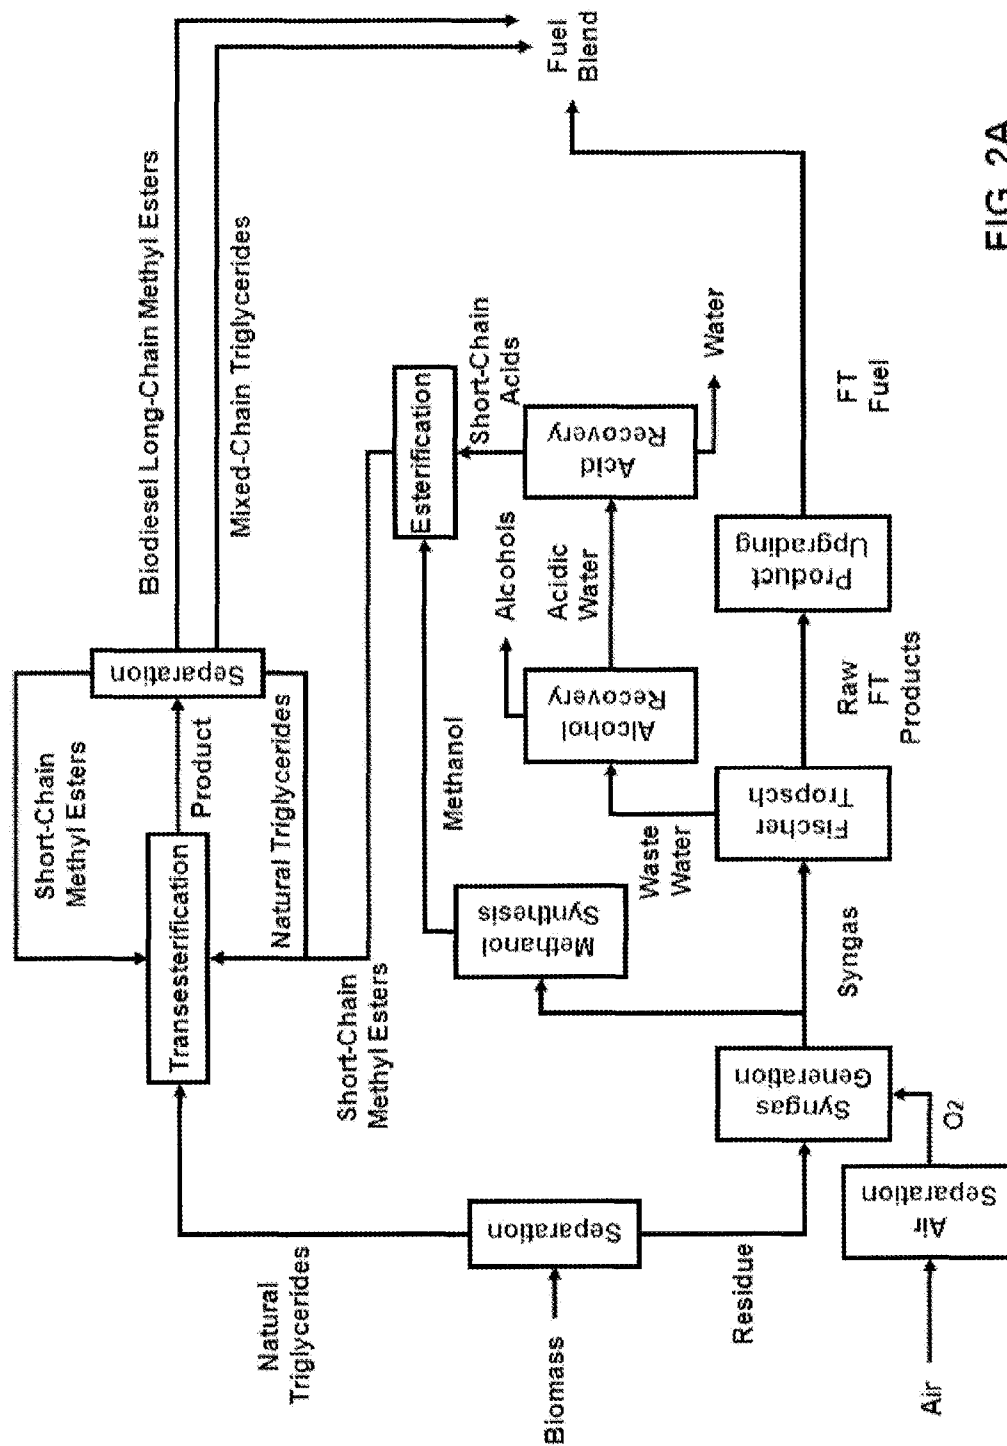 Biodiesel Long-Chain Methyl Esters
Mixed-Chain Triglycerides
Fuel
Blend
Short-Chain
Methyl Esters
Separation
Product
Transesterification
Natural Triglycerides
Natural
Triglycerides
Short-Chain
Methyl Esters
Methanol
Esterification
Short-Chain
Acids
Methanol
Synthesis
Alcohols
Acid
Recovery
Water
Acidic
Water
Alcohol
Recovery
Waste
Water
Biomass
Separation
Residue
Syngas
Generation
Syngas
Fischer
Tropsch
Raw
FT
Products
Product
Upgrading
FT
Fuel
Air
Air
Separation
O2
FIG. 2A